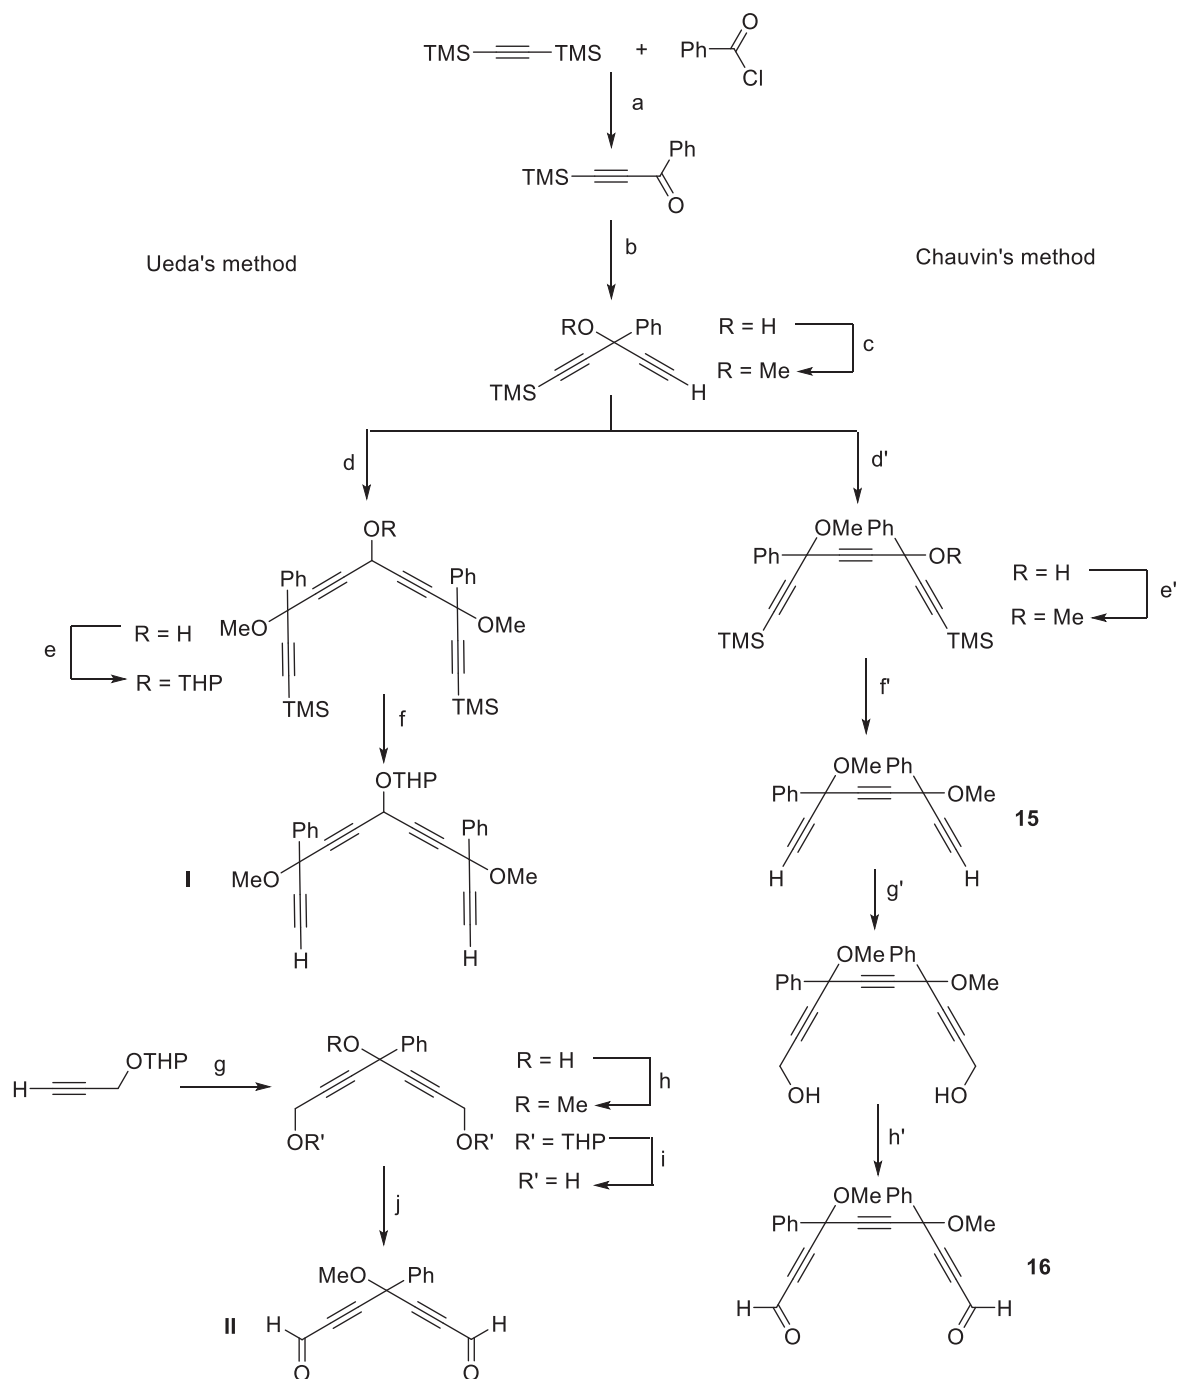 TMS TMS + Ph O Cl
a
TMS Ph O
b
Ueda's method
Chauvin's method
RO Ph
TMS H
R = H
R = Me
c
d
d'
OR
Ph Ph
MeO OMe
TMS TMS
R = H
R = THP
e
OMe Ph
Ph OR
TMS TMS
R = H
R = Me
e'
f
f'
OTHP
Ph Ph
MeO OMe
H H
I
OMe Ph
Ph OMe
H H
15
g'
OMe Ph
Ph OMe
OH HO
H OTHP
g
RO Ph
OR' OR'
R = H
R = Me
h
R' = THP
R' = H
i
h'
j
MeO Ph
H H
O O
II
OMe Ph
Ph OMe
H H
O O
16